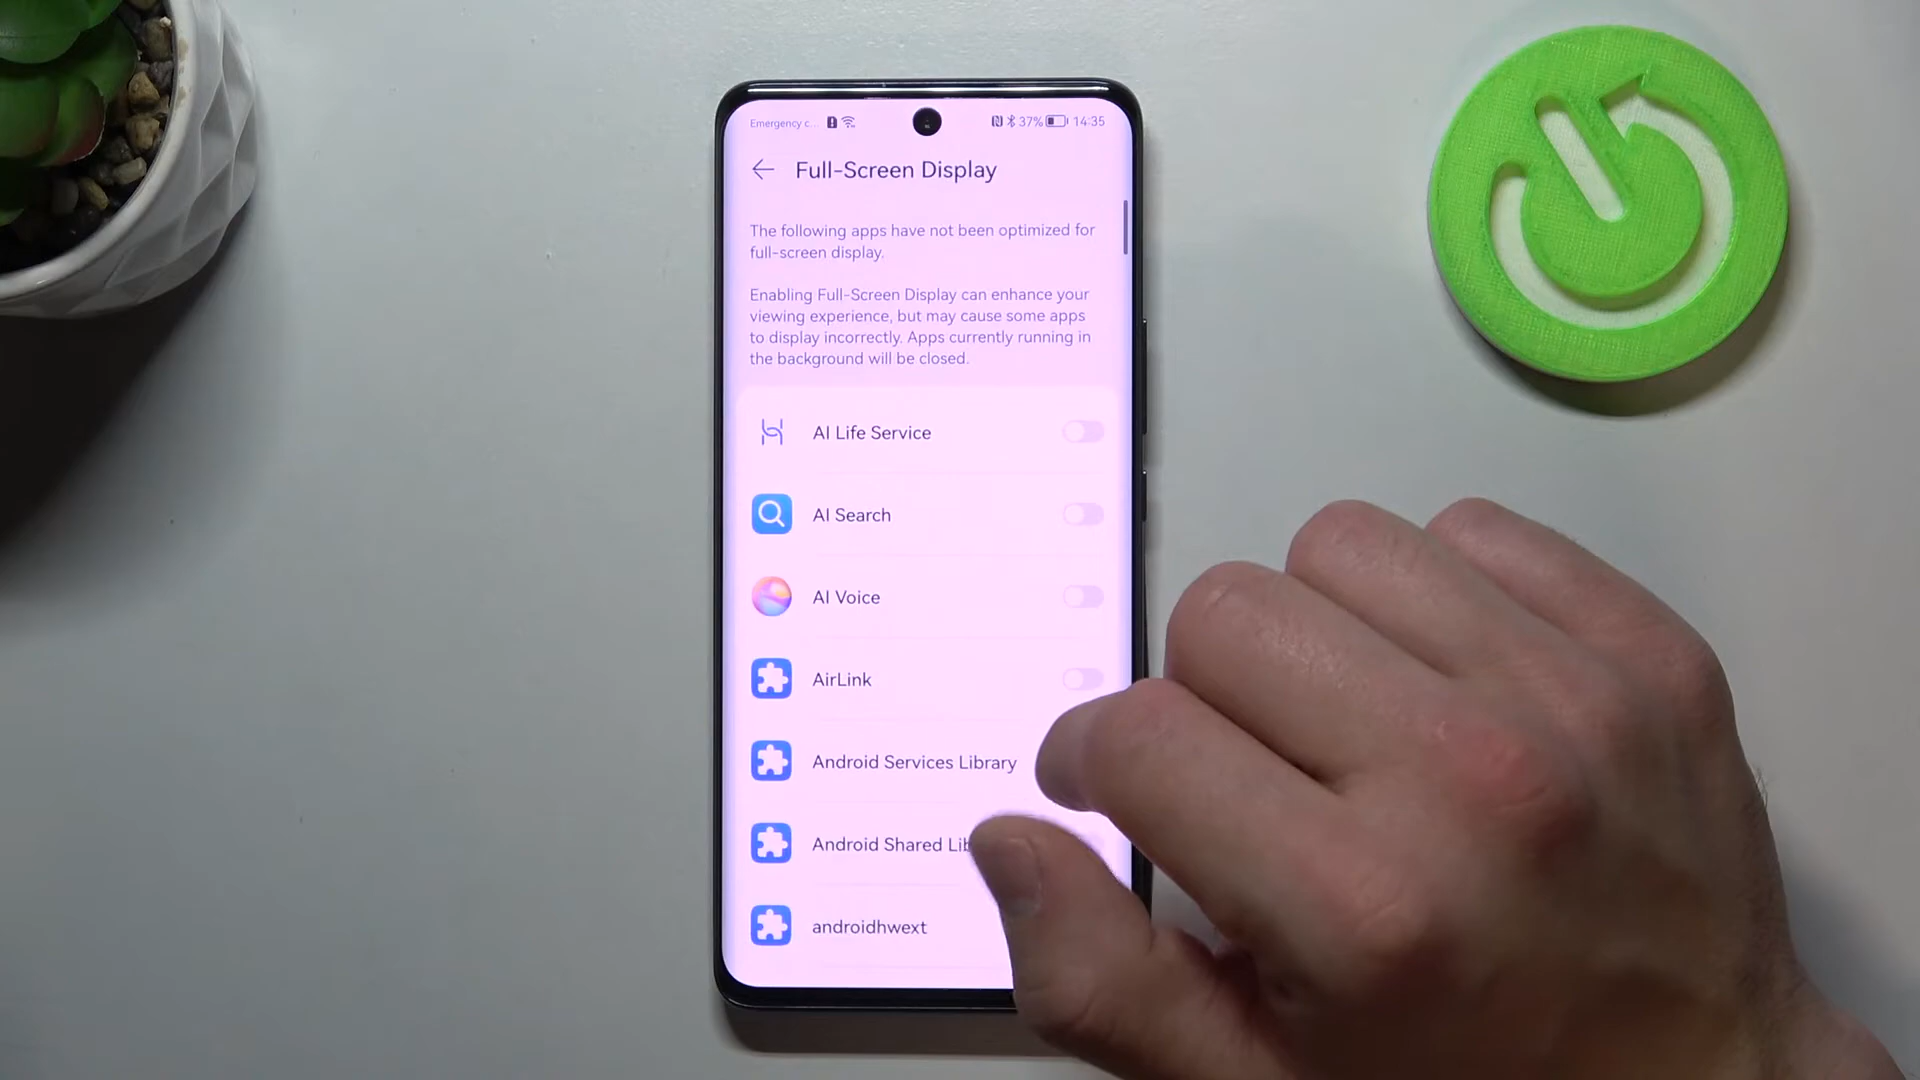 Emergency c...
37%
14:35
Full-Screen Display
The following apps have not been optimized for
full-screen display.
Enabling Full-Screen Display can enhance your
viewing experience, but may cause some apps
to display incorrectly. Apps currently running in
the background will be closed.
AI Life Service
AI Search
AI Voice
AirLink
Android Services Library
Android Shared Lib
androidhwext